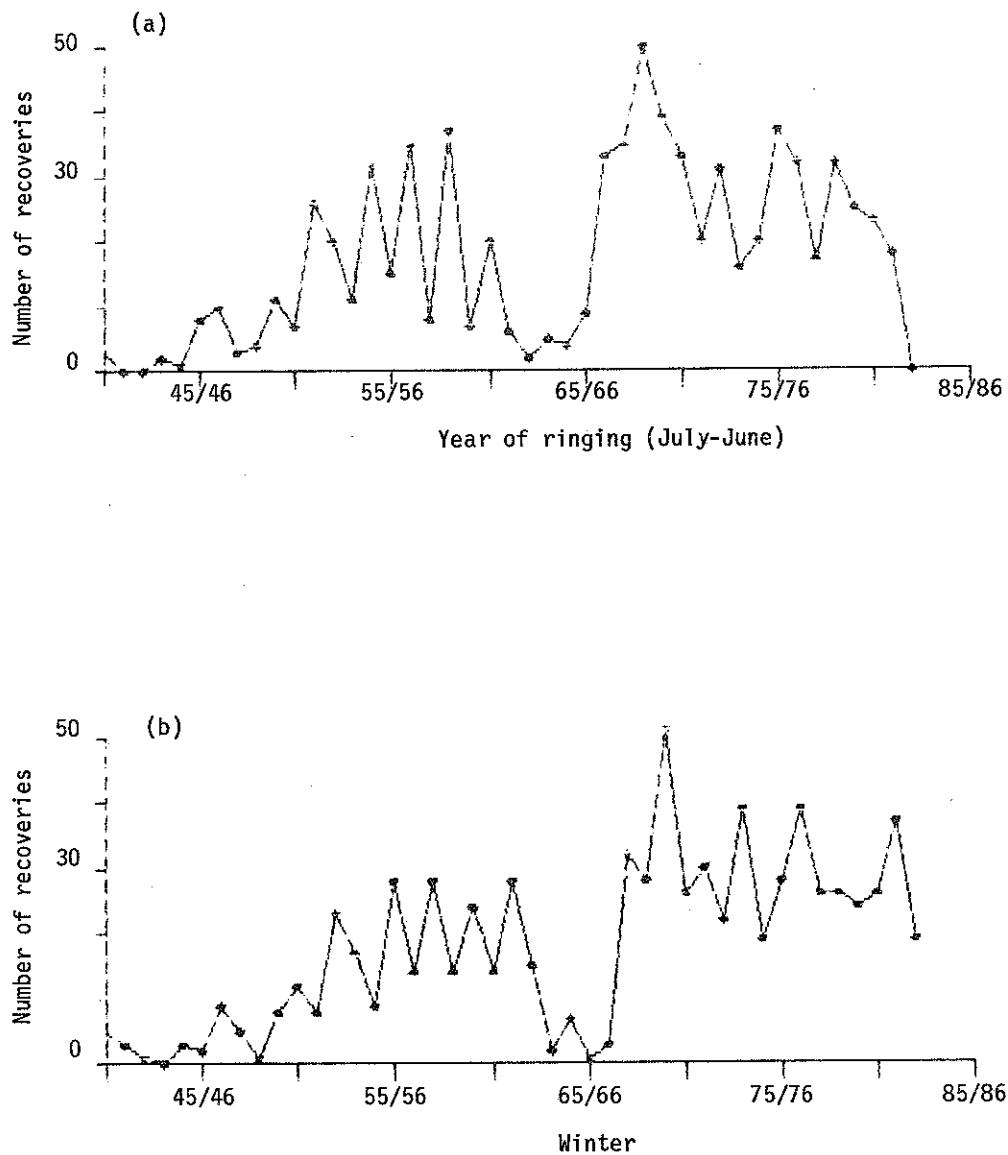 (a)
50
30
0
Number of recoveries
45/46 55/56 65/66 75/76 85/86
Year of ringing (July-June)
(b)
50
30
0
Number of recoveries
45/46 55/56 65/66 75/76 85/86
Winter